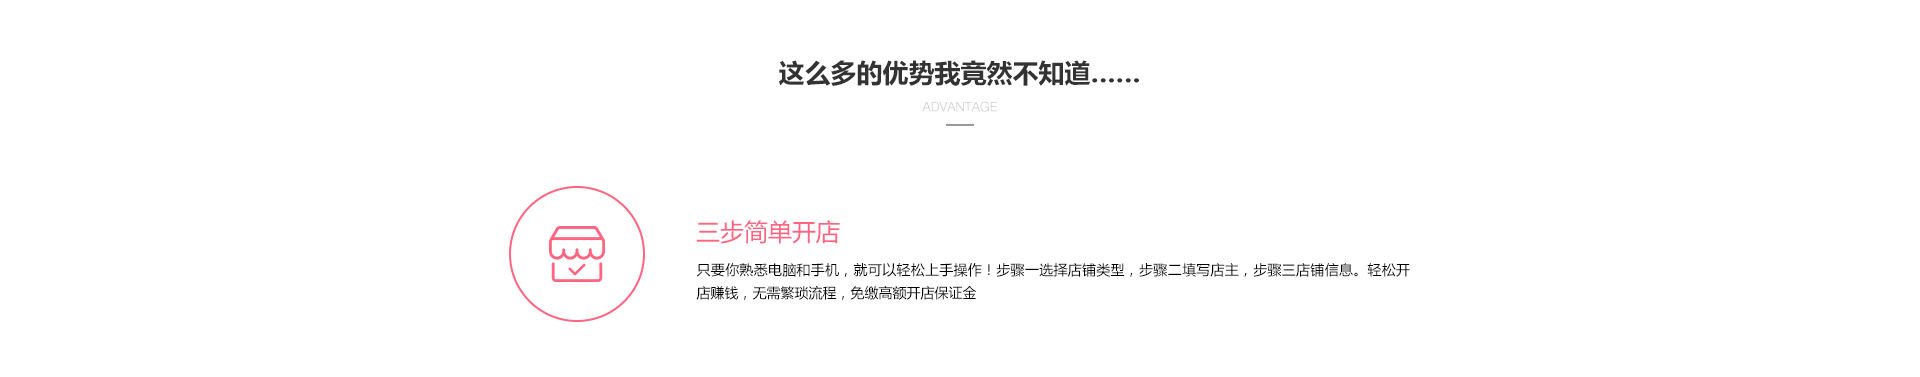 这么多的优势我竟然不知道......
ADVANTAGE
三步简单开店
只要你熟悉电脑和手机，就可以轻松上手操作！步骤一选择店铺类型，步骤二填写店主，步骤三店铺信息。轻松开
店赚钱，无需繁琐流程，免缴高额开店保证金